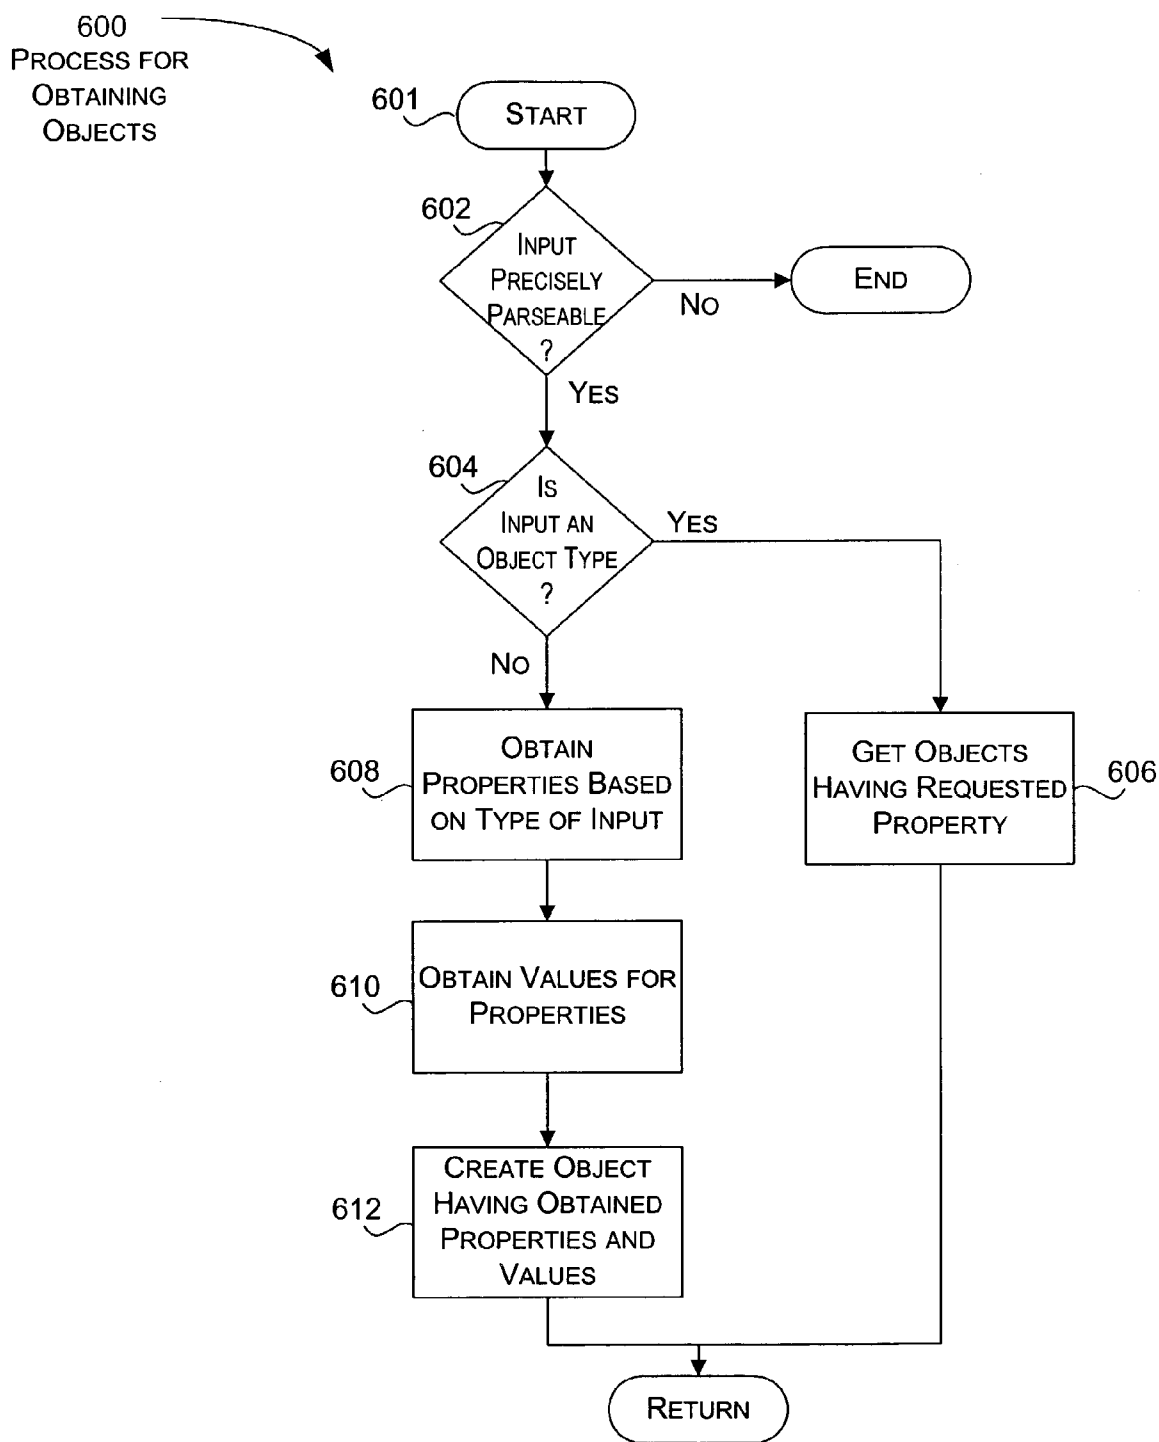 600
PROCESS FOR
OBTAINING
OBJECTS
601
START
602
INPUT
PRECISELY
PARSEABLE
?
NO
END
YES
604
IS
INPUT AN
OBJECT TYPE
?
YES
NO
608
OBTAIN
PROPERTIES BASED
ON TYPE OF INPUT
GET OBJECTS
HAVING REQUESTED
PROPERTY
606
610
OBTAIN VALUES FOR
PROPERTIES
612
CREATE OBJECT
HAVING OBTAINED
PROPERTIES AND
VALUES
RETURN